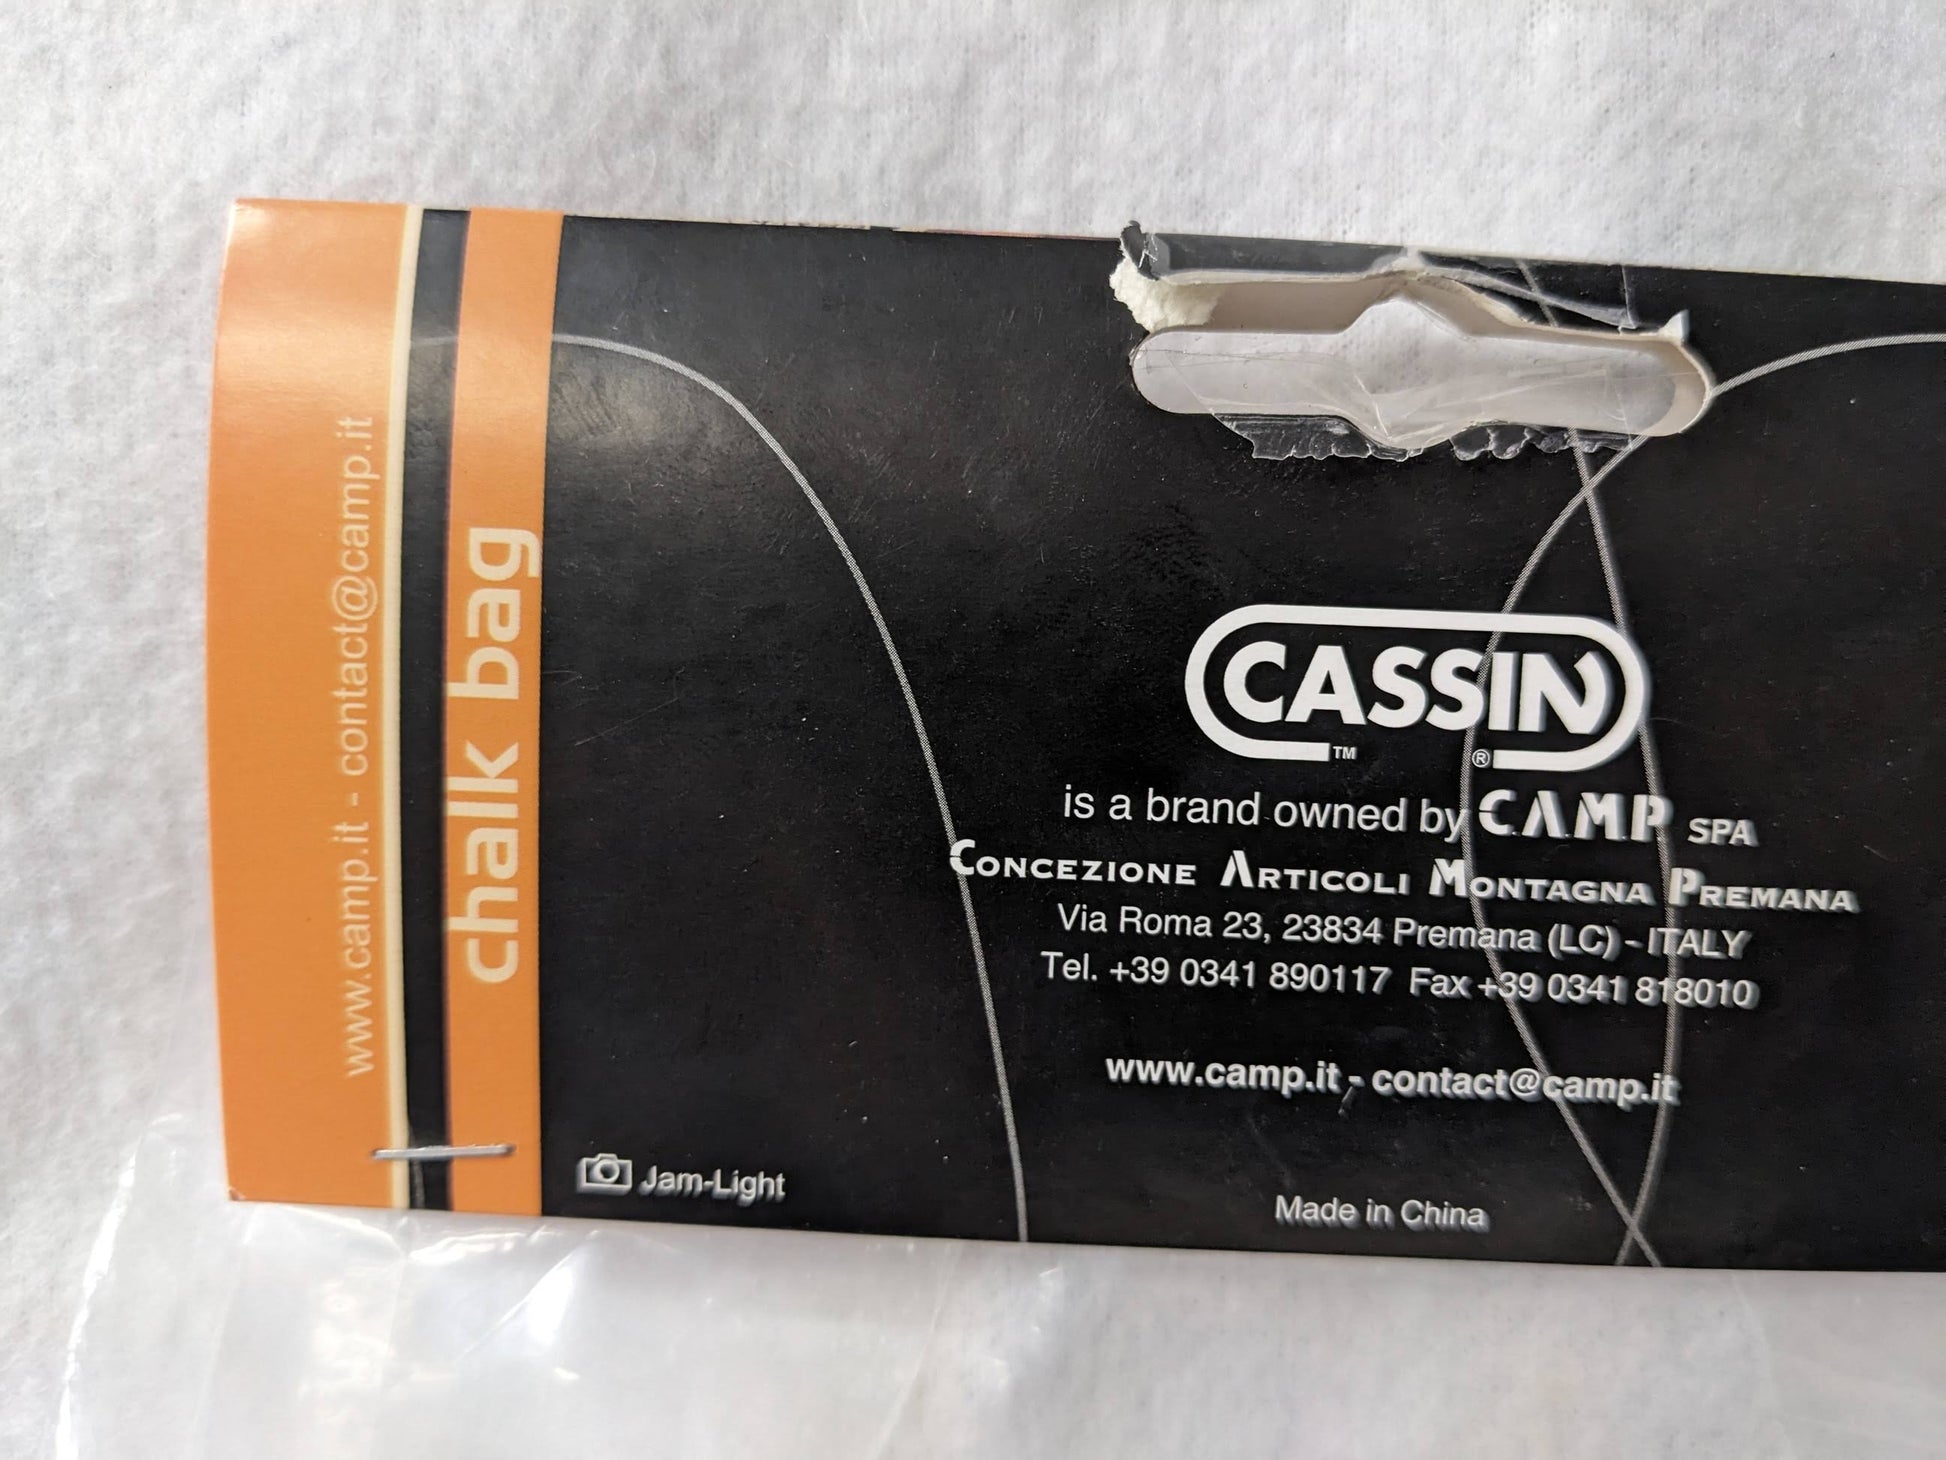 www.camp.it - contact@camp.it
chalk bag
CASSIN
TM ®
is a brand owned by CAMP SPA
CONCEZIONE ARTICOLI MONTAGNA PREMANA
Via Roma 23, 23834 Premana (LC) - ITALY
Tel. +39 0341 890117 Fax +39 0341 818010
www.camp.it - contact@camp.it
Jam-Light
Made in China